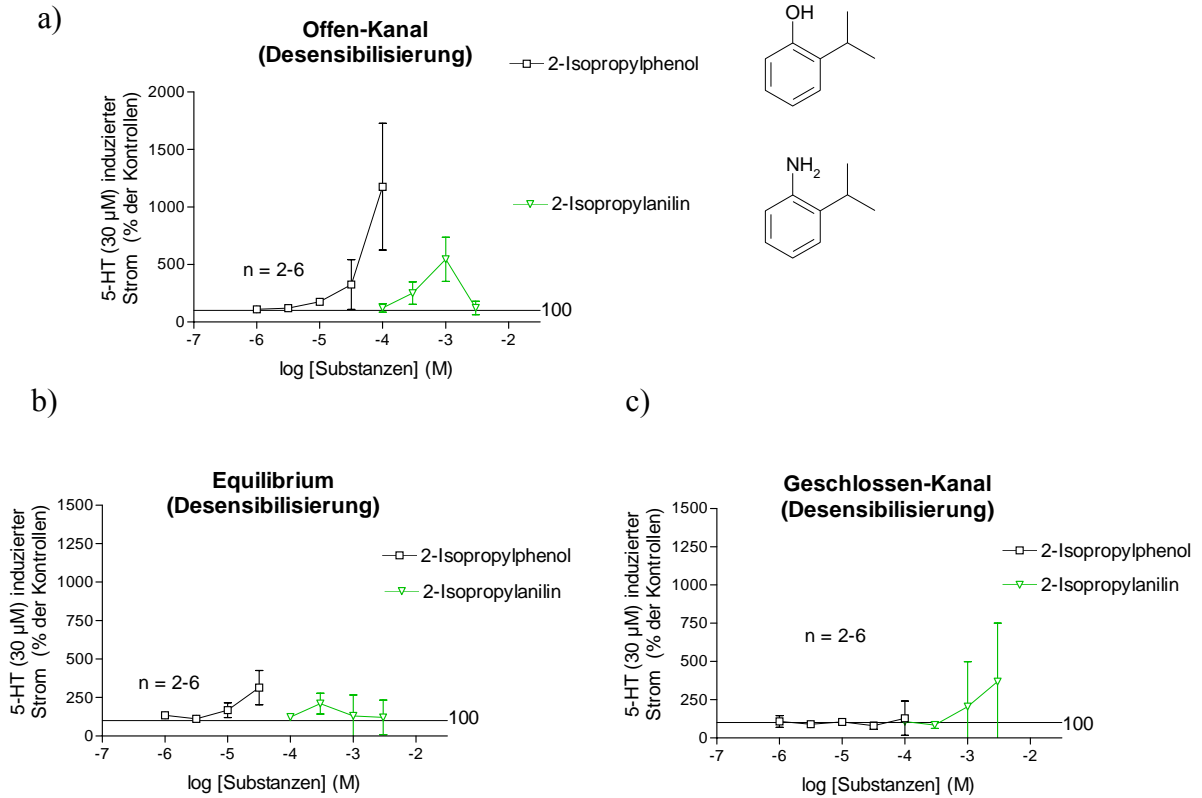 a)
Offen-Kanal
(Desensibilisierung)
2-Isopropylphenol
OH
2-Isopropylanilin
NH2
5-HT (30 µM) induzierter
Strom (% der Kontrollen)
2000
1500
1000
500
0
n = 2-6
100
-7 -6 -5 -4 -3 -2
log [Substanzen] (M)
b)
Equilibrium
(Desensibilisierung)
2-Isopropylphenol
2-Isopropylanilin
5-HT (30 µM) induzierter
Strom (% der Kontrollen)
1500
1250
1000
750
500
250
0
n = 2-6
100
-7 -6 -5 -4 -3 -2
log [Substanzen] (M)
c)
Geschlossen-Kanal
(Desensibilisierung)
2-Isopropylphenol
2-Isopropylanilin
5-HT (30 µM) induzierter
Strom (% der Kontrollen)
1500
1250
1000
750
500
250
0
n = 2-6
100
-7 -6 -5 -4 -3 -2
log [Substanzen] (M)